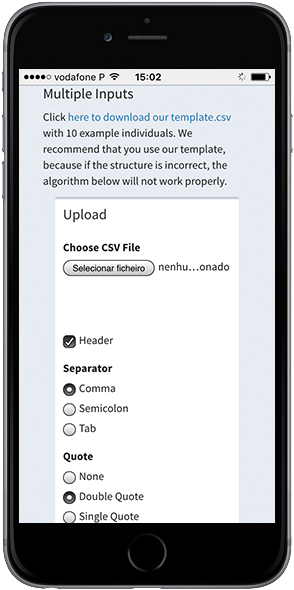 vodafone P 15:02
Multiple Inputs
Click here to download our template.csv
with 10 example individuals. We
recommend that you use our template,
because if the structure is incorrect, the
algorithm below will not work properly.
Upload
Choose CSV File
Selecionar ficheiro nenhu…onado
Header
Separator
Comma
Semicolon
Tab
Quote
None
Double Quote
Single Quote